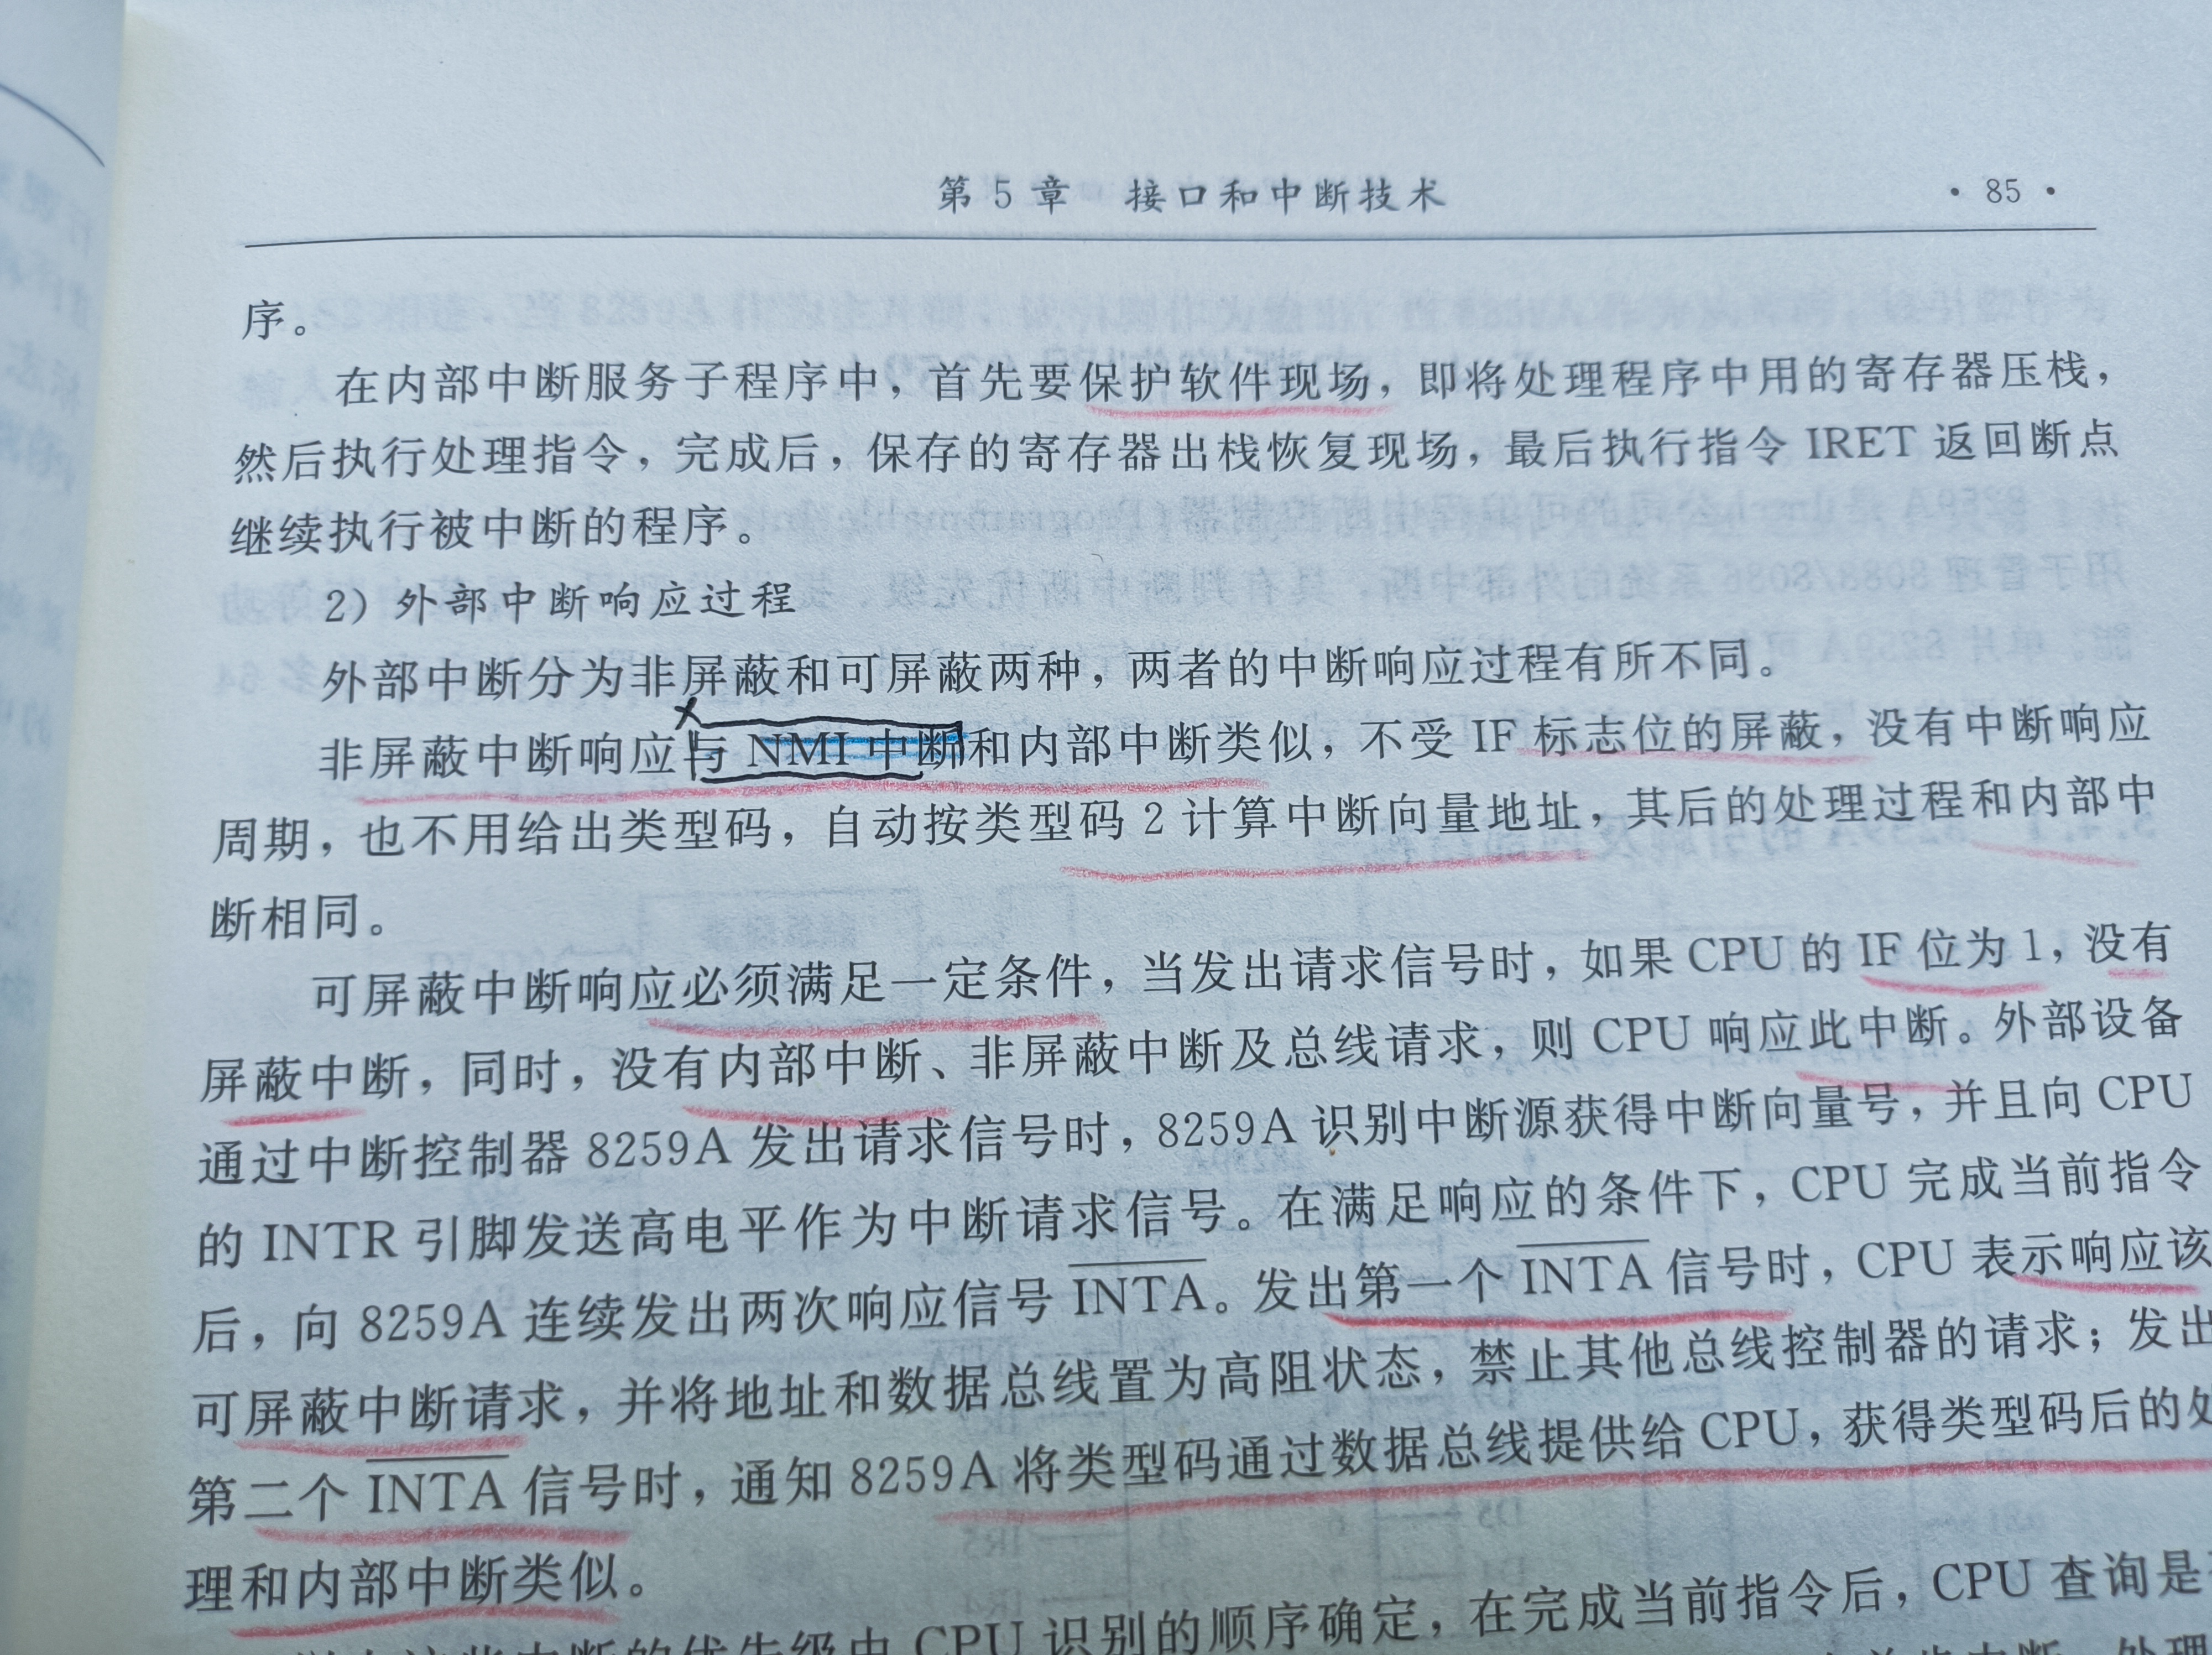 第 5 章 接口和中断技术 · 85 ·
序。
在内部中断服务子程序中，首先要保护软件现场，即将处理程序中用的寄存器压栈，
然后执行处理指令，完成后，保存的寄存器出栈恢复现场，最后执行指令 IRET 返回断点
继续执行被中断的程序。
2) 外部中断响应过程
外部中断分为非屏蔽和可屏蔽两种，两者的中断响应过程有所不同。
非屏蔽中断响应与 NMI 中断和内部中断类似，不受 IF 标志位的屏蔽，没有中断响应
周期，也不用给出类型码，自动按类型码 2 计算中断向量地址，其后的处理过程和内部中
断相同。
可屏蔽中断响应必须满足一定条件，当发出请求信号时，如果 CPU 的 IF 位为 1，没有
屏蔽中断，同时，没有内部中断、非屏蔽中断及总线请求，则 CPU 响应此中断。外部设备
通过中断控制器 8259A 发出请求信号时，8259A 识别中断源获得中断向量号，并且向 CPU
的 INTR 引脚发送高电平作为中断请求信号。在满足响应的条件下，CPU 完成当前指令
后，向 8259A 连续发出两次响应信号 INTA。发出第一个 INTA 信号时，CPU 表示响应该
可屏蔽中断请求，并将地址和数据总线置为高阻状态，禁止其他总线控制器的请求；发出
第二个 INTA 信号时，通知 8259A 将类型码通过数据总线提供给 CPU，获得类型码后的处
理和内部中断类似。
CPU 识别的顺序确定，在完成当前指令后，CPU 查询是